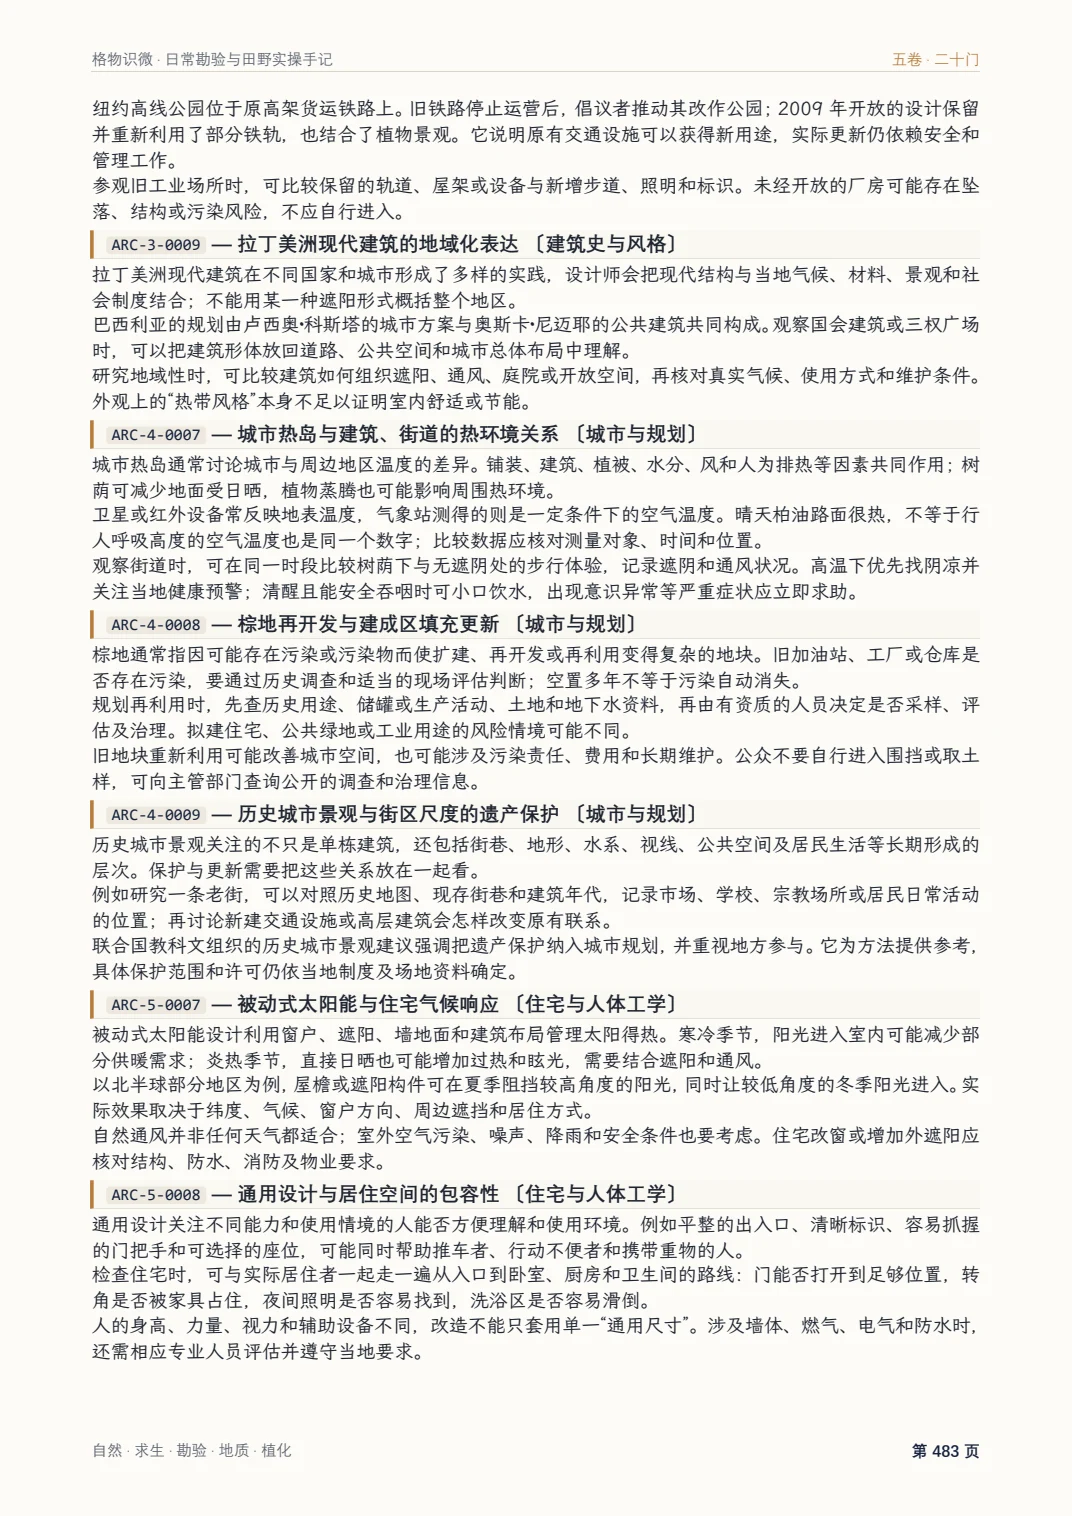 格物识微 · 日常勘验与田野实操手记
五卷 · 二十门
纽约高线公园位于原高架货运铁路上。旧铁路停止运营后，倡议者推动其改作公园；2009 年开放的设计保留
并重新利用了部分铁轨，也结合了植物景观。它说明原有交通设施可以获得新用途，实际更新仍依赖安全和
管理工作。
参观旧工业场所时，可比较保留的轨道、屋架或设备与新增步道、照明和标识。未经开放的厂房可能存在坠
落、结构或污染风险，不应自行进入。
ARC-3-0009 — 拉丁美洲现代建筑的地域化表达 〔建筑史与风格〕
拉丁美洲现代建筑在不同国家和城市形成了多样的实践，设计师会把现代结构与当地气候、材料、景观和社
会制度结合；不能用某一种遮阳形式概括整个地区。
巴西利亚的规划由卢西奥·科斯塔的城市方案与奥斯卡·尼迈耶的公共建筑共同构成。观察国会建筑或三权广场
时，可以把建筑形体放回道路、公共空间和城市总体布局中理解。
研究地域性时，可比较建筑如何组织遮阳、通风、庭院或开放空间，再核对真实气候、使用方式和维护条件。
外观上的“热带风格”本身不足以证明室内舒适或节能。
ARC-4-0007 — 城市热岛与建筑、街道的热环境关系 〔城市与规划〕
城市热岛通常讨论城市与周边地区温度的差异。铺装、建筑、植被、水分、风和人为排热等因素共同作用；树
荫可减少地面受日晒，植物蒸腾也可能影响周围热环境。
卫星或红外设备常反映地表温度，气象站测得的则是一定条件下的空气温度。晴天柏油路面很热，不等于行
人呼吸高度的空气温度也是同一个数字；比较数据应核对测量对象、时间和位置。
观察街道时，可在同一时段比较树荫下与无遮阴处的步行体验，记录遮阴和通风状况。高温下优先找阴凉并
关注当地健康预警；清醒且能安全吞咽时可小口饮水，出现意识异常等严重症状应立即求助。
ARC-4-0008 — 棕地再开发与建成区填充更新 〔城市与规划〕
棕地通常指因可能存在污染或污染物而使扩建、再开发或再利用变得复杂的地块。旧加油站、工厂或仓库是
否存在污染，要通过历史调查和适当的现场评估判断；空置多年不等于污染自动消失。
规划再利用时，先查历史用途、储罐或生产活动、土地和地下水资料，再由有资质的人员决定是否采样、评
估及治理。拟建住宅、公共绿地或工业用途的风险情境可能不同。
旧地块重新利用可能改善城市空间，也可能涉及污染责任、费用和长期维护。公众不要自行进入围挡或取土
样，可向主管部门查询公开的调查和治理信息。
ARC-4-0009 — 历史城市景观与街区尺度的遗产保护 〔城市与规划〕
历史城市景观关注的不只是单栋建筑，还包括街巷、地形、水系、视线、公共空间及居民生活等长期形成的
层次。保护与更新需要把这些关系放在一起看。
例如研究一条老街，可以对照历史地图、现存街巷和建筑年代，记录市场、学校、宗教场所或居民日常活动
的位置；再讨论新建交通设施或高层建筑会怎样改变原有联系。
联合国教科文组织的历史城市景观建议强调把遗产保护纳入城市规划，并重视地方参与。它为方法提供参考，
具体保护范围和许可仍依当地制度及场地资料确定。
ARC-5-0007 — 被动式太阳能与住宅气候响应 〔住宅与人体工学〕
被动式太阳能设计利用窗户、遮阳、墙地面和建筑布局管理太阳得热。寒冷季节，阳光进入室内可能减少部
分供暖需求；炎热季节，直接日晒也可能增加过热和眩光，需要结合遮阳和通风。
以北半球部分地区为例，屋檐或遮阳构件可在夏季阻挡较高角度的阳光，同时让较低角度的冬季阳光进入。实
际效果取决于纬度、气候、窗户方向、周边遮挡和居住方式。
自然通风并非任何天气都适合；室外空气污染、噪声、降雨和安全条件也要考虑。住宅改窗或增加外遮阳应
核对结构、防水、消防及物业要求。
ARC-5-0008 — 通用设计与居住空间的包容性 〔住宅与人体工学〕
通用设计关注不同能力和使用情境的人能否方便理解和使用环境。例如平整的出入口、清晰标识、容易抓握
的门把手和可选择的座位，可能同时帮助推车者、行动不便者和携带重物的人。
检查住宅时，可与实际居住者一起走一遍从入口到卧室、厨房和卫生间的路线：门能否打开到足够位置，转
角是否被家具占住，夜间照明是否容易找到，洗浴区是否容易滑倒。
人的身高、力量、视力和辅助设备不同，改造不能只套用单一“通用尺寸”。涉及墙体、燃气、电气和防水时，
还需相应专业人员评估并遵守当地要求。
自然 · 求生 · 勘验 · 地质 · 植化
第 483 页